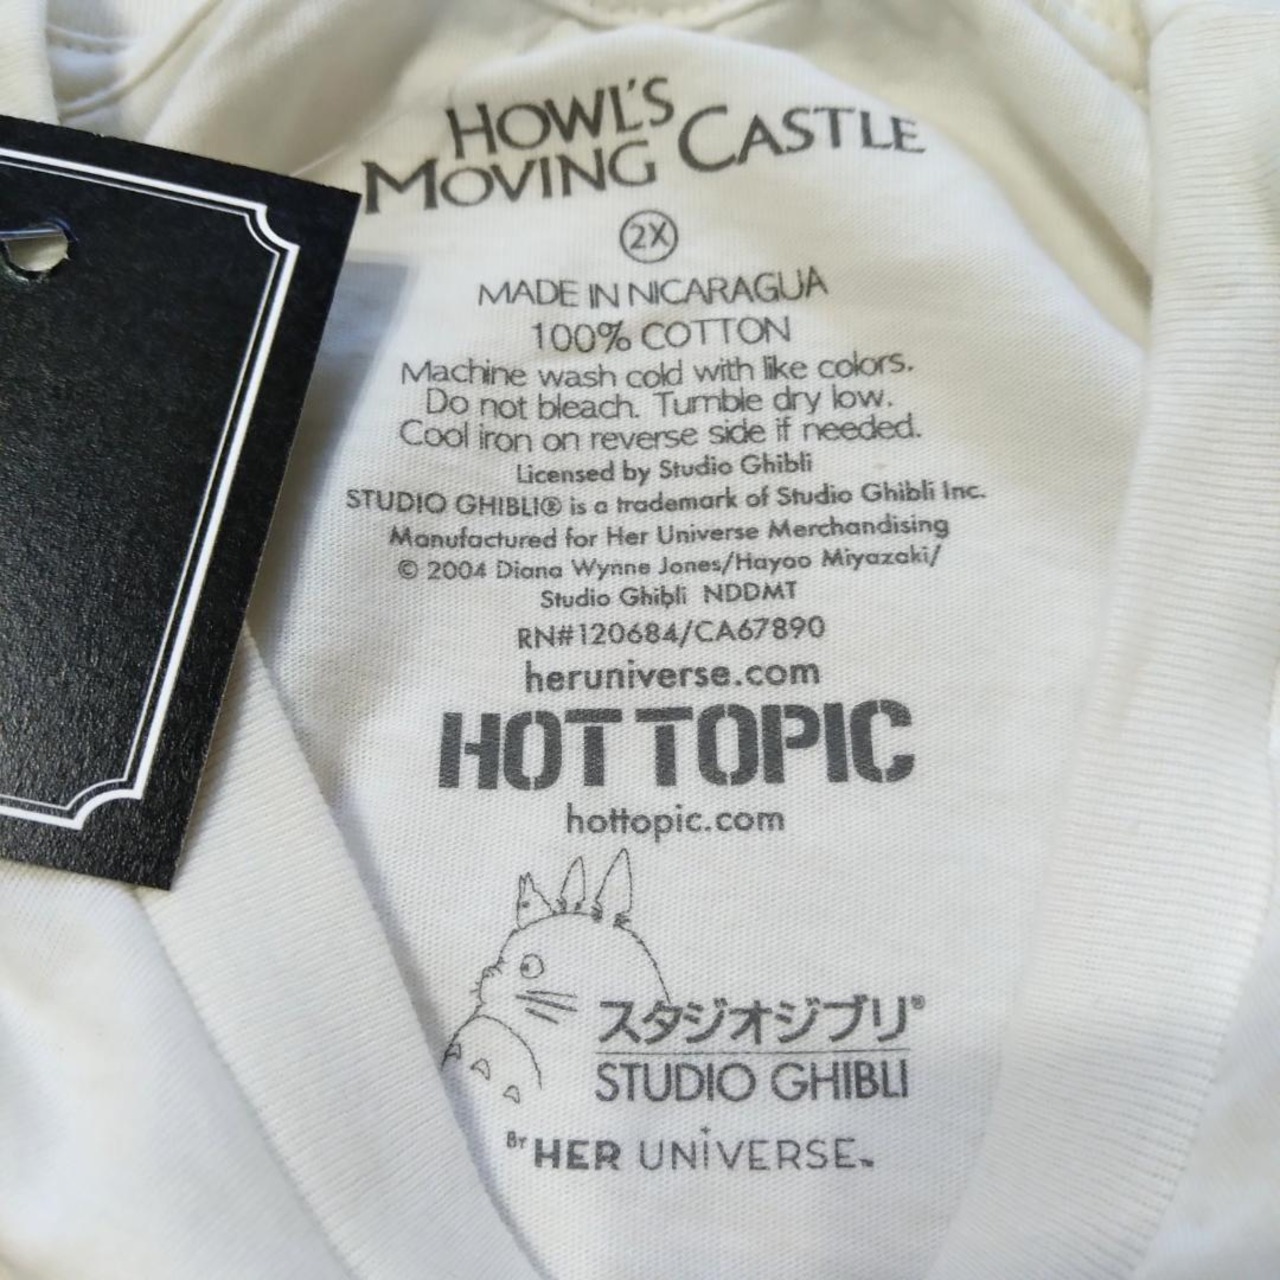 HOWL'S
MOVING CASTLE
2X
MADE IN NICARAGUA
100% COTTON
Machine wash cold with like colors.
Do not bleach. Tumble dry low.
Cool iron on reverse side if needed.
Licensed by Studio Ghibli
STUDIO GHIBLI® is a trademark of Studio Ghibli Inc.
Manufactured for Her Universe Merchandising
© 2004 Diana Wynne Jones/Hayao Miyazaki/
Studio Ghibli NDDMT
RN#120684/CA67890
heruniverse.com
HOT TOPIC
hottopic.com
スタジオジブリ®
STUDIO GHIBLI
BY HER UNIVERSE™